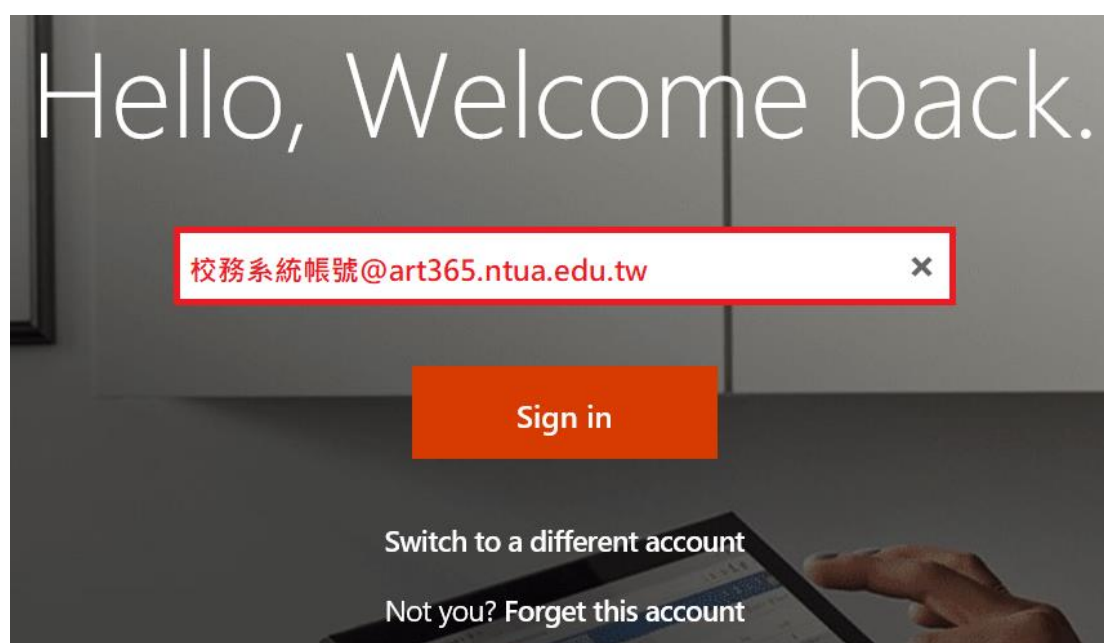 Hello, Welcome back.
校務系統帳號@art365.ntua.edu.tw
Sign in
Switch to a different account
Not you? Forget this account